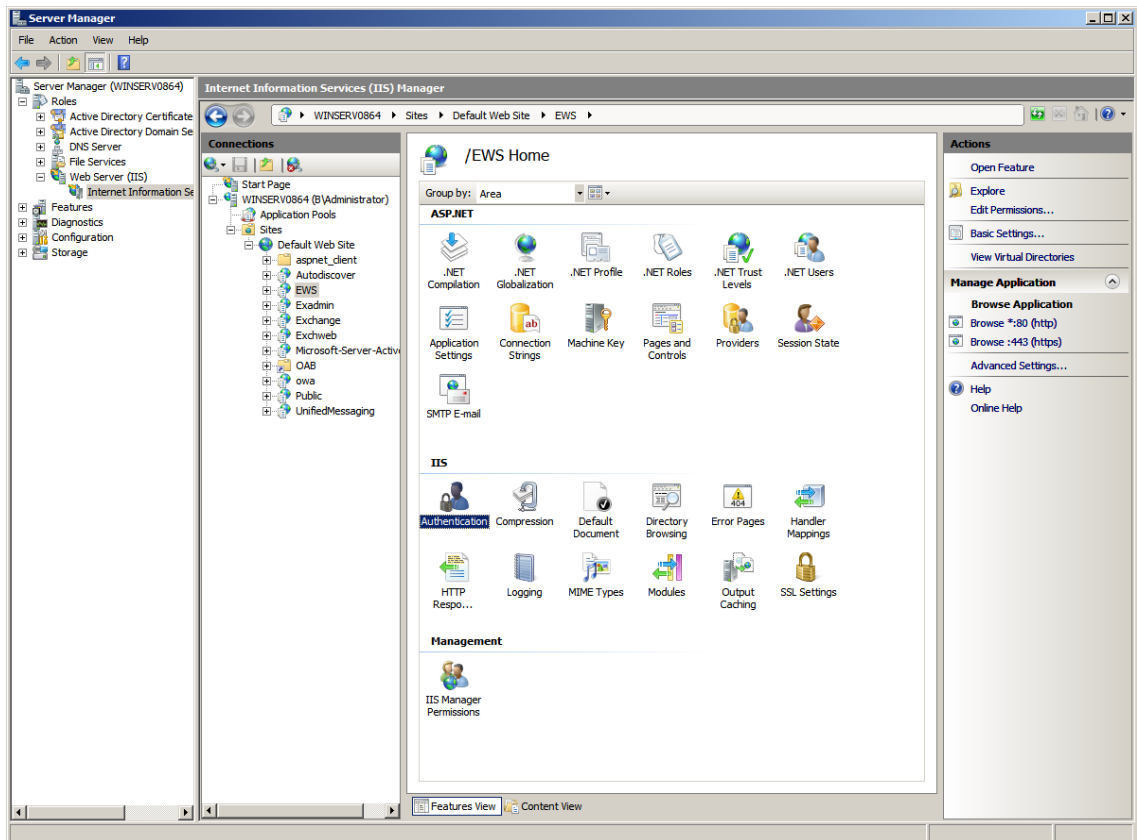 Server Manager
File Action View Help
Server Manager (WINSERV0864)
Roles
Active Directory Certificate
Active Directory Domain Se
DNS Server
File Services
Web Server (IIS)
Internet Information Se
Features
Diagnostics
Configuration
Storage
Internet Information Services (IIS) Manager
WINSERV0864 Sites Default Web Site EWS
Connections
Start Page
WINSERV0864 (B\Administrator)
Application Pools
Sites
Default Web Site
aspnet_client
Autodiscover
EWS
Exadmin
Exchange
Exchweb
Microsoft-Server-Active
OAB
owa
Public
UnifiedMessaging
/EWS Home
Group by: Area
ASP.NET
.NET Compilation
.NET Globalization
.NET Profile
.NET Roles
.NET Trust Levels
.NET Users
Application Settings
ab
Connection Strings
Machine Key
Pages and Controls
Providers
Session State
SMTP E-mail
IIS
Authentication
Compression
Default Document
Directory Browsing
404
Error Pages
Handler Mappings
HTTP Respo...
Logging
MIME Types
Modules
Output Caching
SSL Settings
Management
IIS Manager Permissions
Features View
Content View
Actions
Open Feature
Explore
Edit Permissions...
Basic Settings...
View Virtual Directories
Manage Application
Browse Application
Browse *:80 (http)
Browse :443 (https)
Advanced Settings...
Help
Online Help